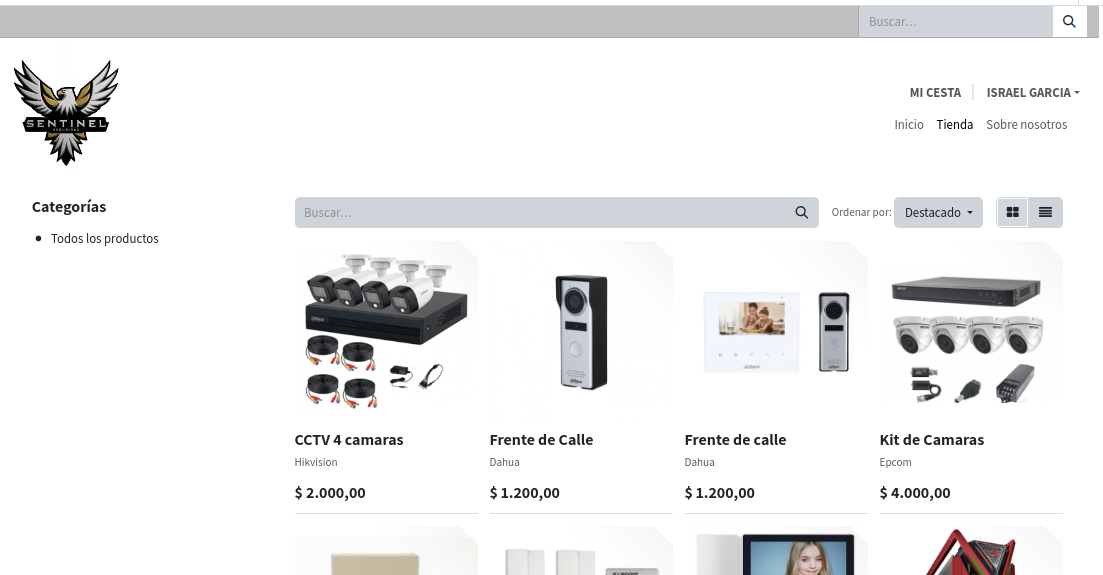 Buscar...
SENTINEL
SEGURIDAD
MI CESTA
ISRAEL GARCIA
Inicio Tienda Sobre nosotros
Categorías
Todos los productos
Buscar...
Ordenar por: Destacado
CCTV 4 camaras
Hikvision
$ 2.000,00
Frente de Calle
Dahua
$ 1.200,00
Frente de calle
Dahua
$ 1.200,00
Kit de Camaras
Epcom
$ 4.000,00